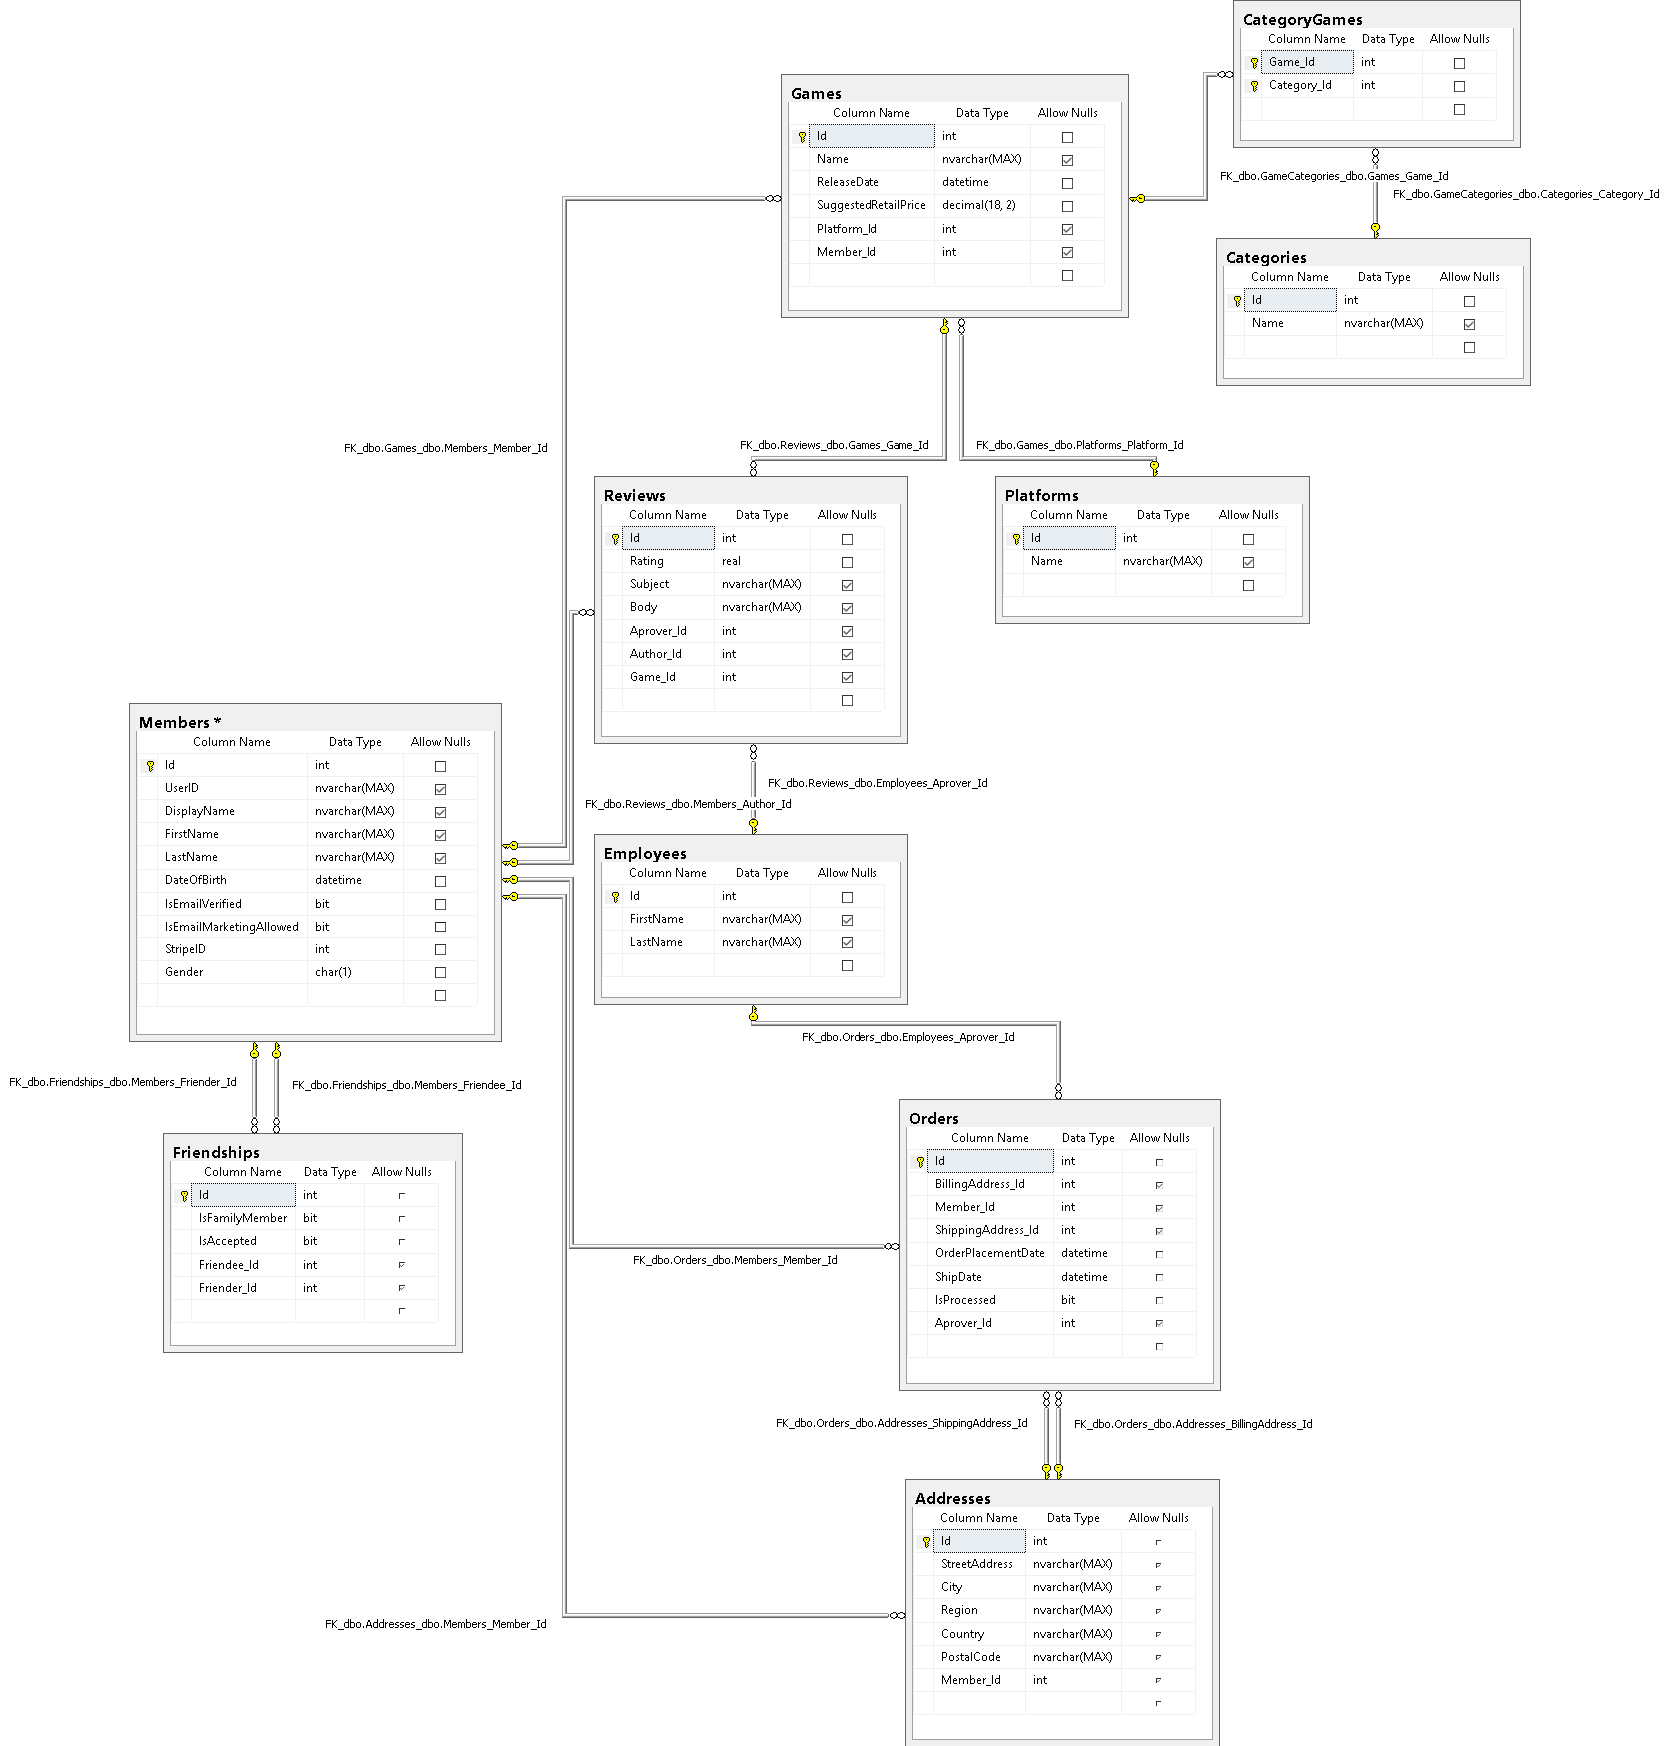 CategoryGames
Column Name Data Type Allow Nulls
Game_Id int
Category_Id int
Games
Column Name Data Type Allow Nulls
Id int
Name nvarchar(MAX)
ReleaseDate datetime
SuggestedRetailPrice decimal(18, 2)
Platform_Id int
Member_Id int
FK_dbo.GameCategories_dbo.Games_Game_Id
FK_dbo.GameCategories_dbo.Categories_Category_Id
Categories
Column Name Data Type Allow Nulls
Id int
Name nvarchar(MAX)
FK_dbo.Games_dbo.Members_Member_Id
FK_dbo.Reviews_dbo.Games_Game_Id
FK_dbo.Games_dbo.Platforms_Platform_Id
Reviews
Column Name Data Type Allow Nulls
Id int
Rating real
Subject nvarchar(MAX)
Body nvarchar(MAX)
Aprover_Id int
Author_Id int
Game_Id int
Platforms
Column Name Data Type Allow Nulls
Id int
Name nvarchar(MAX)
Members *
Column Name Data Type Allow Nulls
Id int
UserID nvarchar(MAX)
DisplayName nvarchar(MAX)
FirstName nvarchar(MAX)
LastName nvarchar(MAX)
DateOfBirth datetime
IsEmailVerified bit
IsEmailMarketingAllowed bit
StripeID int
Gender char(1)
FK_dbo.Reviews_dbo.Employees_Aprover_Id
FK_dbo.Reviews_dbo.Members_Author_Id
Employees
Column Name Data Type Allow Nulls
Id int
FirstName nvarchar(MAX)
LastName nvarchar(MAX)
FK_dbo.Orders_dbo.Employees_Aprover_Id
FK_dbo.Friendships_dbo.Members_Friender_Id
FK_dbo.Friendships_dbo.Members_Friendee_Id
Friendships
Column Name Data Type Allow Nulls
Id int
IsFamilyMember bit
IsAccepted bit
Friendee_Id int
Friender_Id int
Orders
Column Name Data Type Allow Nulls
Id int
BillingAddress_Id int
Member_Id int
ShippingAddress_Id int
OrderPlacementDate datetime
ShipDate datetime
IsProcessed bit
Aprover_Id int
FK_dbo.Orders_dbo.Members_Member_Id
FK_dbo.Orders_dbo.Addresses_ShippingAddress_Id
FK_dbo.Orders_dbo.Addresses_BillingAddress_Id
Addresses
Column Name Data Type Allow Nulls
Id int
StreetAddress nvarchar(MAX)
City nvarchar(MAX)
Region nvarchar(MAX)
Country nvarchar(MAX)
PostalCode nvarchar(MAX)
Member_Id int
FK_dbo.Addresses_dbo.Members_Member_Id